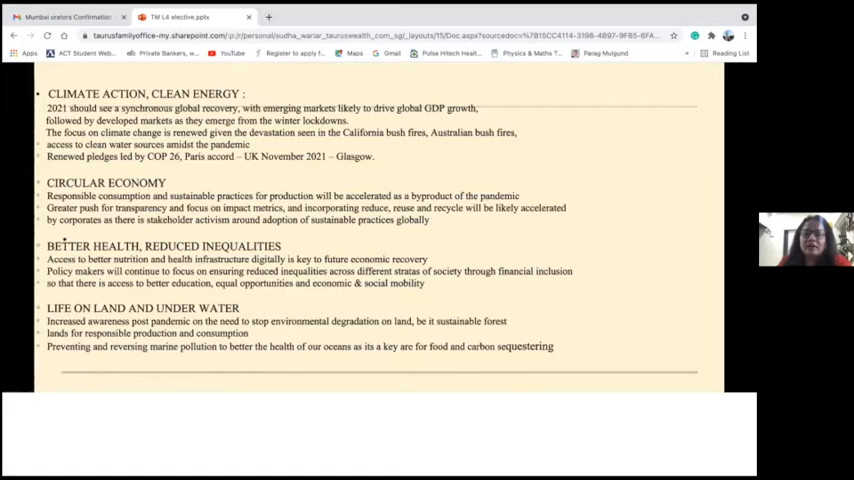 Mumbai orators Confirmation
TM L4 elective.pptx
taurusfamilyoffice-my.sharepoint.com/:p:/r/personal/sudha_wariar_tauruswealth_com_sg/_layouts/15/Doc.aspx?sourcedoc=%7B15CC4114-3198-4B97-9C85-6FA...
Apps
ACT Student Web...
Private Bankers, w...
YouTube
Register to apply f...
Maps
Gmail
Pulse Hitech Health...
Physics & Maths T...
Parag Mulgund
»
Reading List
• CLIMATE ACTION, CLEAN ENERGY :
2021 should see a synchronous global recovery, with emerging markets likely to drive global GDP growth,
followed by developed markets as they emerge from the winter lockdowns.
The focus on climate change is renewed given the devastation seen in the California bush fires, Australian bush fires,
access to clean water sources amidst the pandemic
Renewed pledges led by COP 26, Paris accord – UK November 2021 – Glasgow.
CIRCULAR ECONOMY
Responsible consumption and sustainable practices for production will be accelerated as a byproduct of the pandemic
Greater push for transparency and focus on impact metrics, and incorporating reduce, reuse and recycle will be likely accelerated
by corporates as there is stakeholder activism around adoption of sustainable practices globally
BETTER HEALTH, REDUCED INEQUALITIES
Access to better nutrition and health infrastructure digitally is key to future economic recovery
Policy makers will continue to focus on ensuring reduced inequalities across different stratas of society through financial inclusion
so that there is access to better education, equal opportunities and economic & social mobility
LIFE ON LAND AND UNDER WATER
Increased awareness post pandemic on the need to stop environmental degradation on land, be it sustainable forest
lands for responsible production and consumption
Preventing and reversing marine pollution to better the health of our oceans as its a key are for food and carbon sequestering